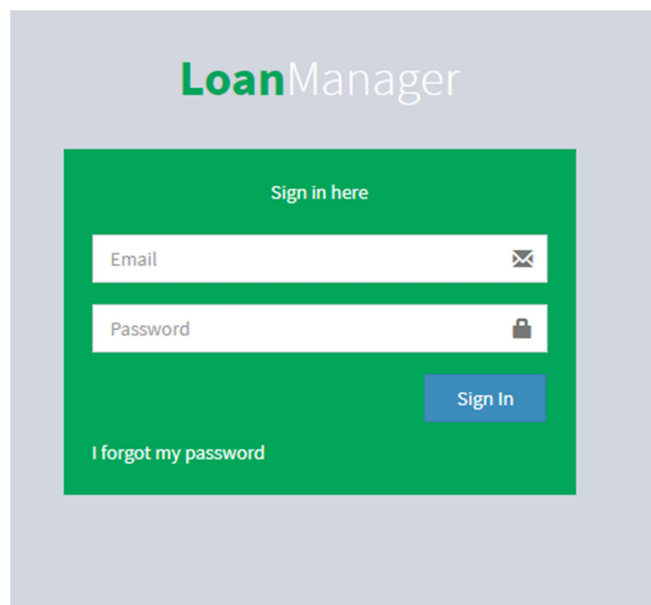 LoanManager
Sign in here
Email
Password
Sign In
I forgot my password